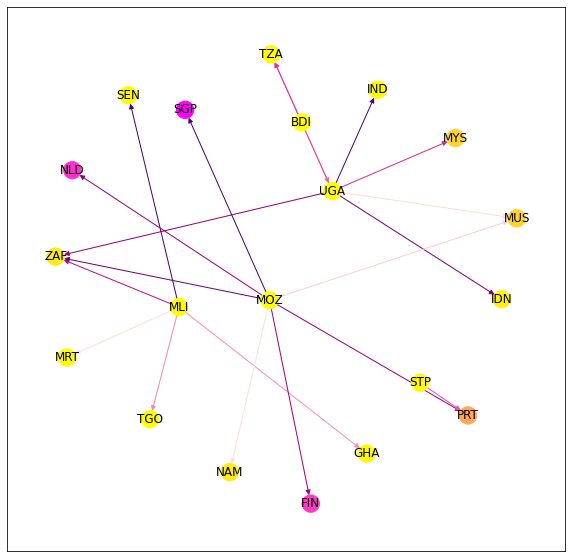 TZA
IND
SEN
SGP
BDI
MYS
NLD
UGA
MUS
ZAF
MOZ
IDN
MLI
MRT
STP
PRT
TGO
GHA
NAM
FIN